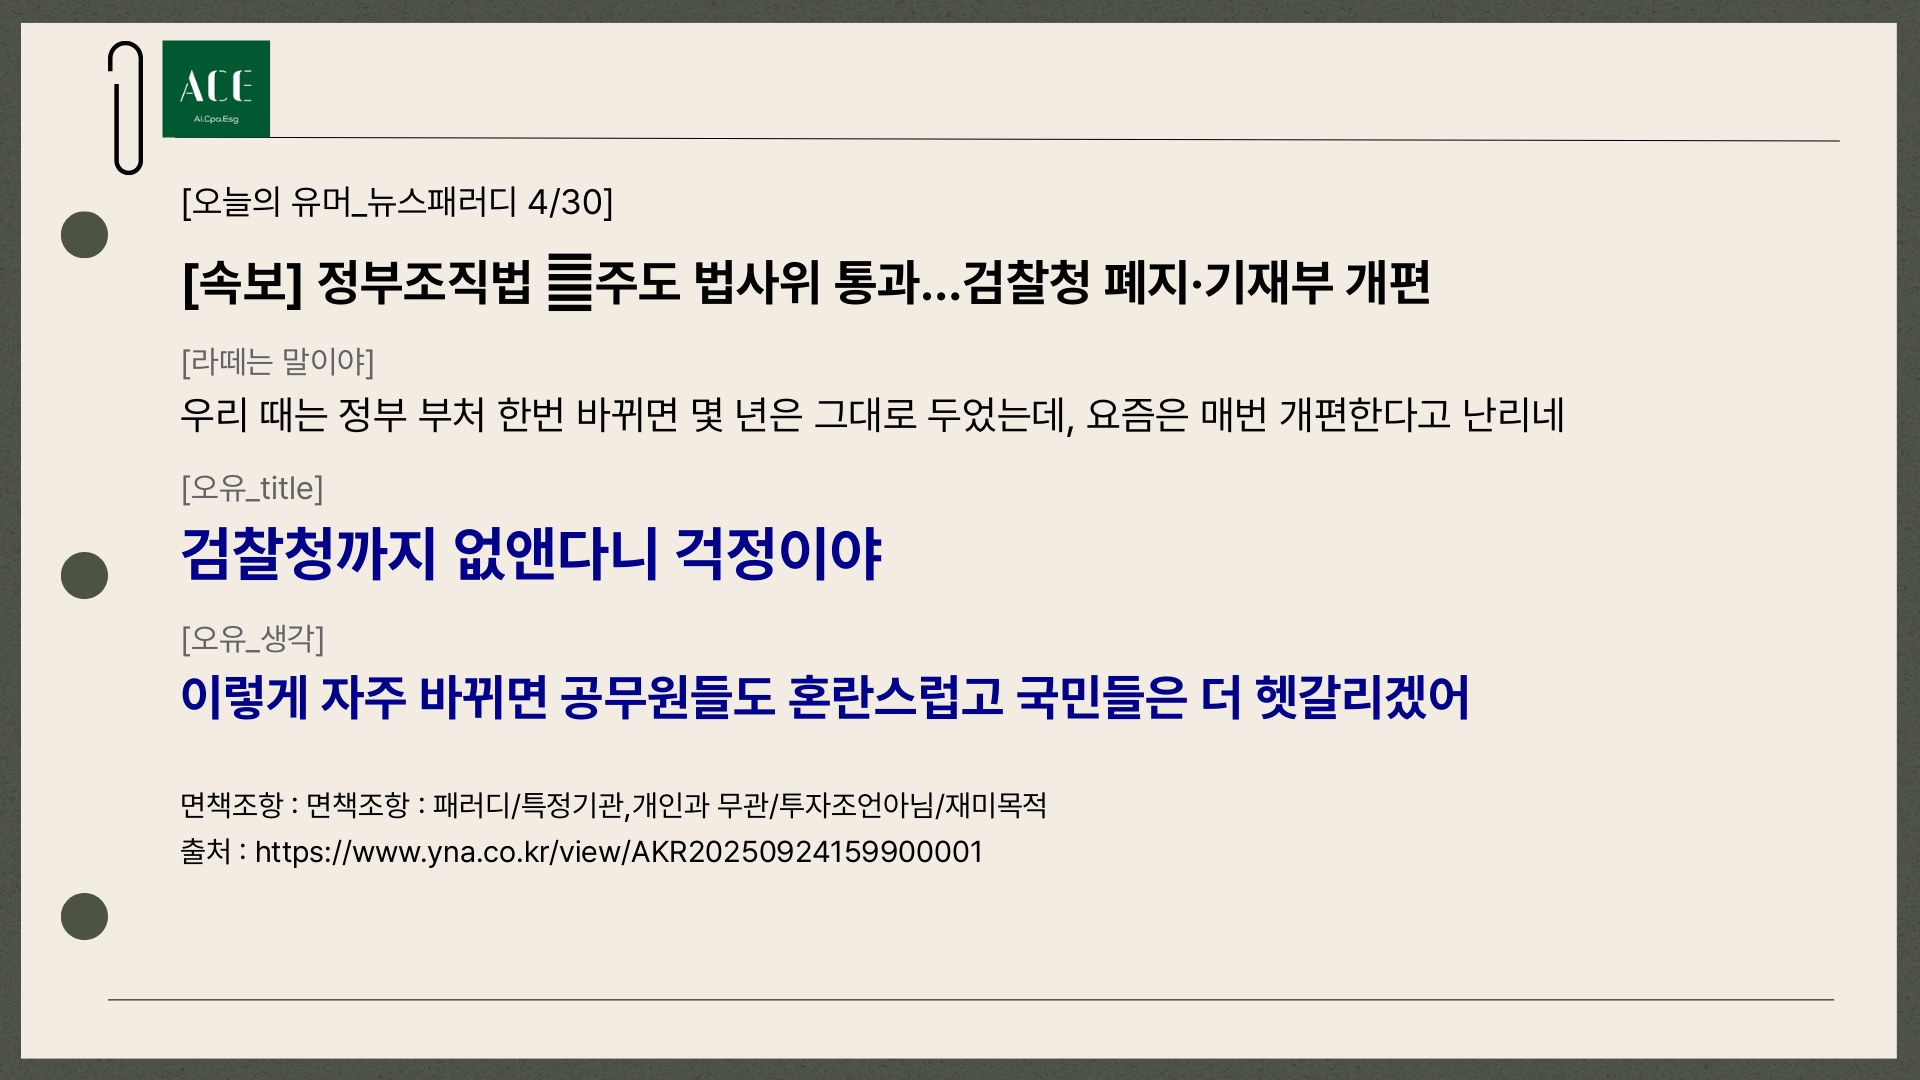 ACE
Ai.Cpa.Esg
[오늘의 유머_뉴스패러디 4/30]
[속보] 정부조직법 주도 법사위 통과...검찰청 폐지·기재부 개편
[라떼는 말이야]
우리 때는 정부 부처 한번 바뀌면 몇 년은 그대로 두었는데, 요즘은 매번 개편한다고 난리네
[오유_title]
검찰청까지 없앤다니 걱정이야
[오유_생각]
이렇게 자주 바뀌면 공무원들도 혼란스럽고 국민들은 더 헷갈리겠어
면책조항 : 면책조항 : 패러디/특정기관,개인과 무관/투자조언아님/재미목적
출처 : https://www.yna.co.kr/view/AKR20250924159900001